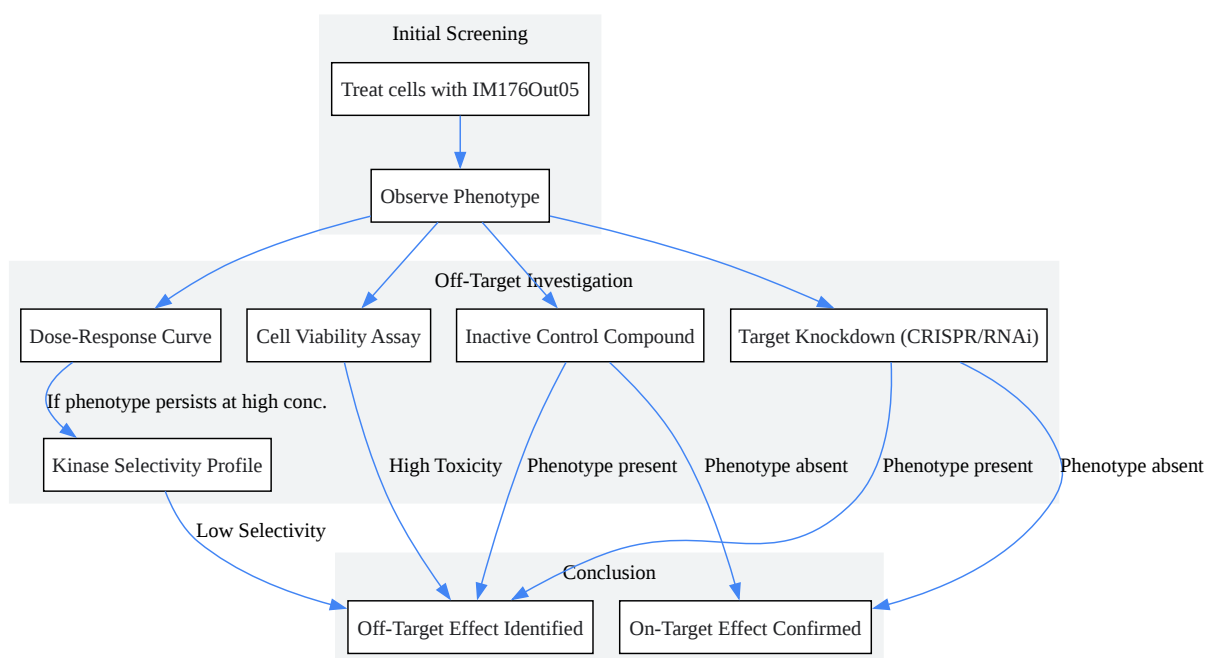 Initial Screening
Treat cells with IM176Out05
Observe Phenotype
Off-Target Investigation
Dose-Response Curve
Cell Viability Assay
Inactive Control Compound
Target Knockdown (CRISPR/RNAi)
If phenotype persists at high conc.
Kinase Selectivity Profile
High Toxicity
Phenotype present
Phenotype absent
Phenotype present
Phenotype absent
Low Selectivity
Conclusion
Off-Target Effect Identified
On-Target Effect Confirmed